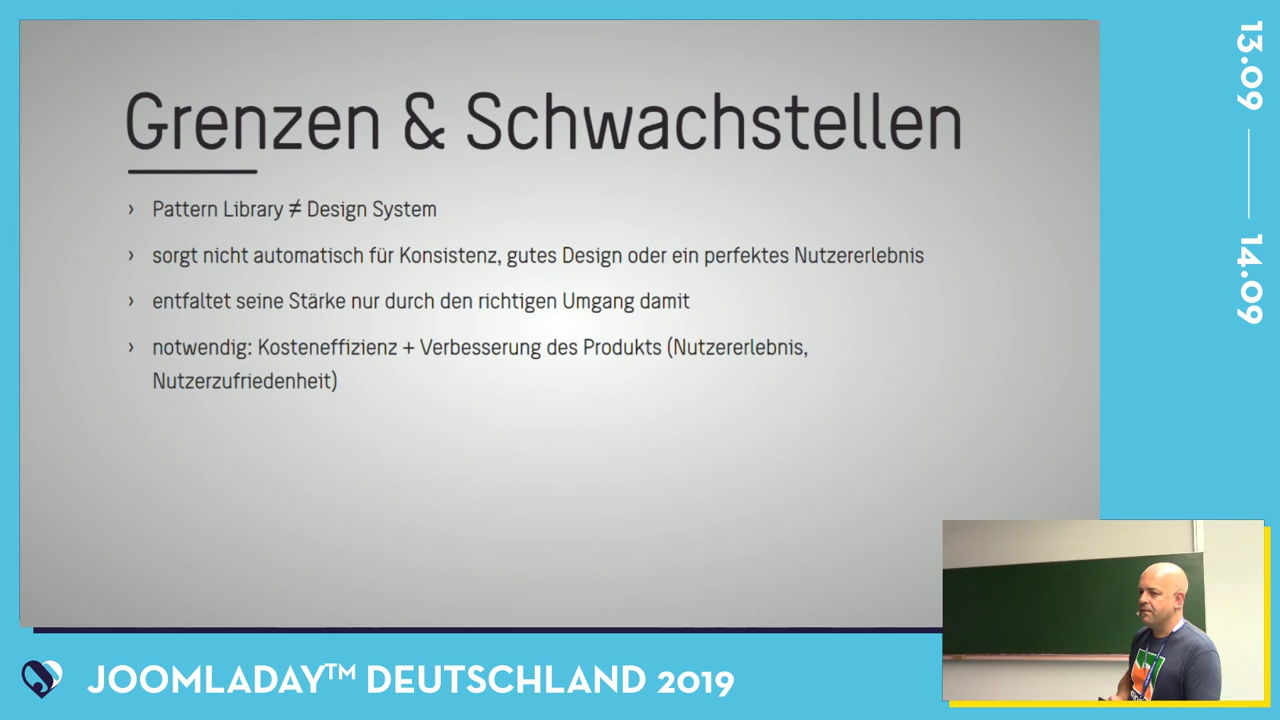 Grenzen & Schwachstellen
› Pattern Library ≠ Design System
› sorgt nicht automatisch für Konsistenz, gutes Design oder ein perfektes Nutzererlebnis
› entfaltet seine Stärke nur durch den richtigen Umgang damit
› notwendig: Kosteneffizienz + Verbesserung des Produkts (Nutzererlebnis,
Nutzerzufriedenheit)
13.09
14.09
JOOMLADAY™ DEUTSCHLAND 2019